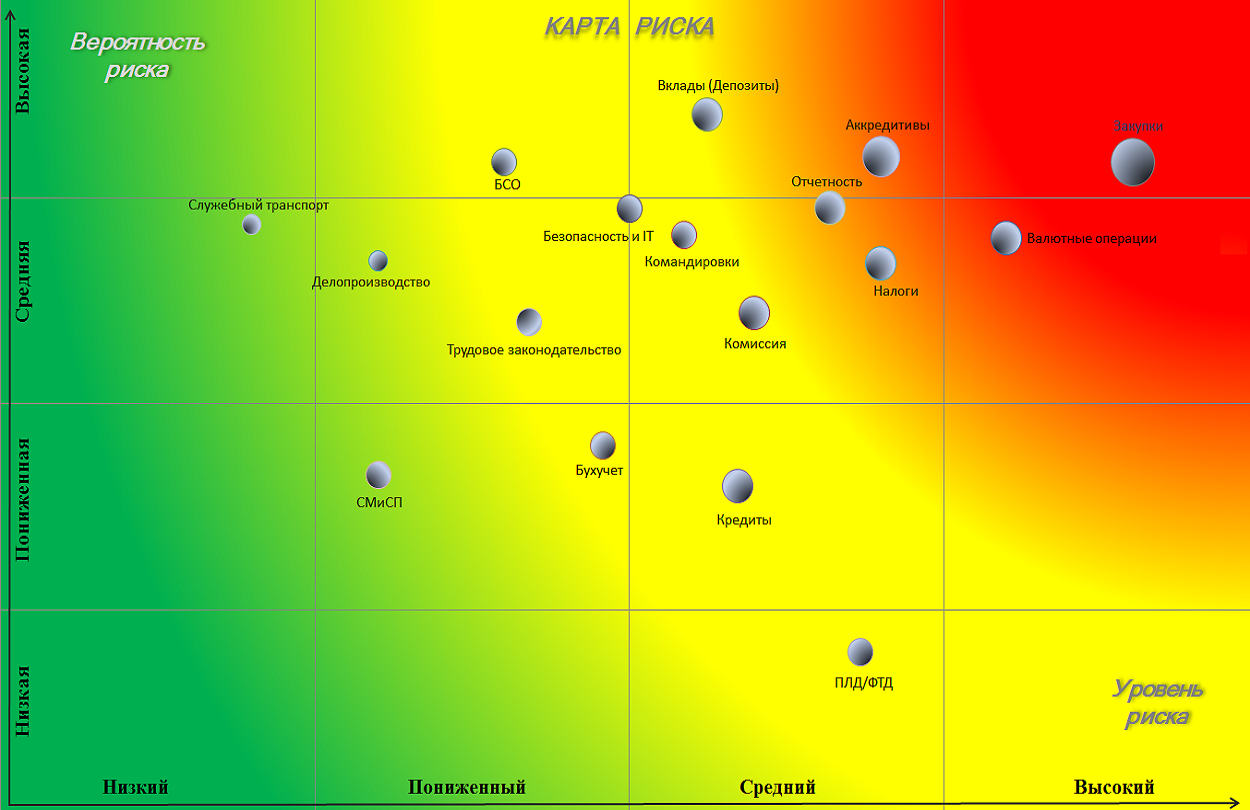 КАРТА РИСКА
Вероятность
риска
Высокая
Средняя
Пониженная
Низкая
Вклады (Депозиты)
Аккредитивы
Закупки
БСО
Отчетность
Служебный транспорт
Безопасность и IT
Валютные операции
Командировки
Делопроизводство
Налоги
Комиссия
Трудовое законодательство
Бухучет
СМиСП
Кредиты
ПЛД/ФТД
Уровень
риска
Низкий
Пониженный
Средний
Высокий